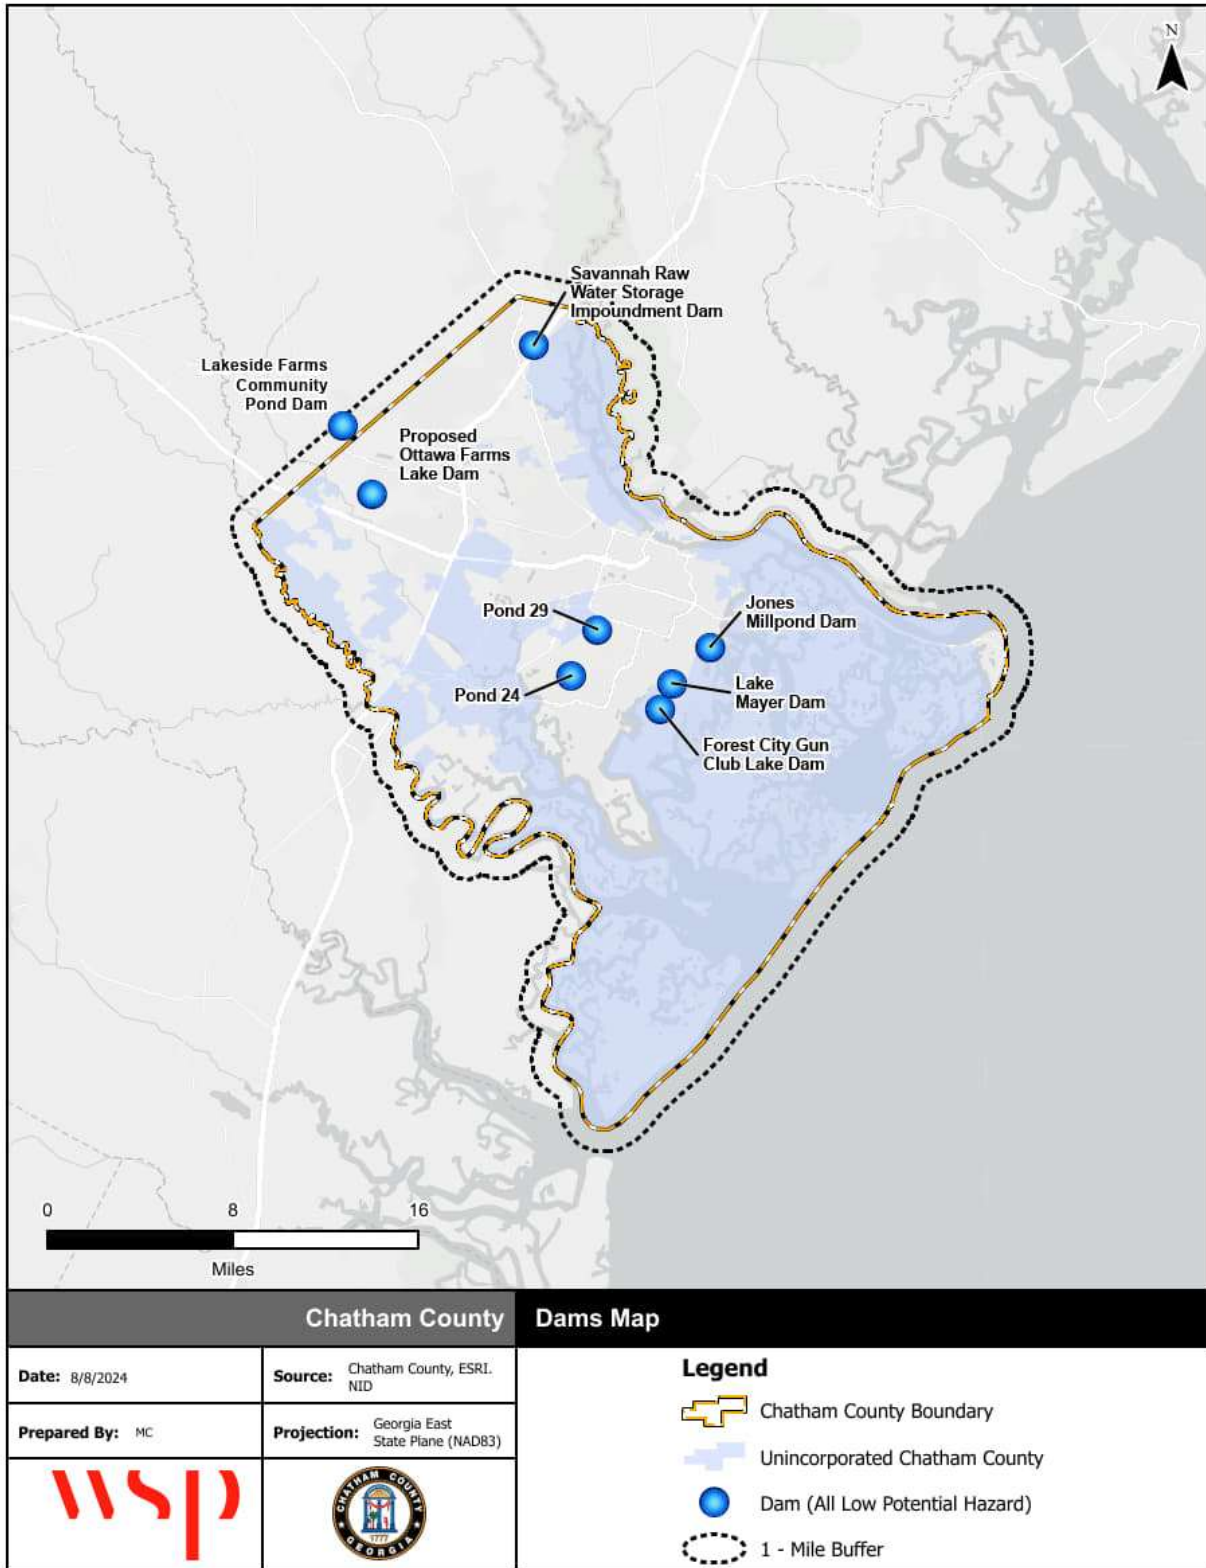 N
Savannah Raw
Water Storage
Impoundment Dam
Lakeside Farms
Community
Pond Dam
Proposed
Ottawa Farms
Lake Dam
Pond 29
Jones
Millpond Dam
Pond 24
Lake
Mayer Dam
Forest City Gun
Club Lake Dam
0 8 16
Miles
Chatham County Dams Map
Date: 8/8/2024
Source: Chatham County, ESRI.
NID
Prepared By: MC
Projection: Georgia East
State Plane (NAD83)
wsp
CHATHAM COUNTY
1777
GEORGIA
Legend
Chatham County Boundary
Unincorporated Chatham County
Dam (All Low Potential Hazard)
1 - Mile Buffer